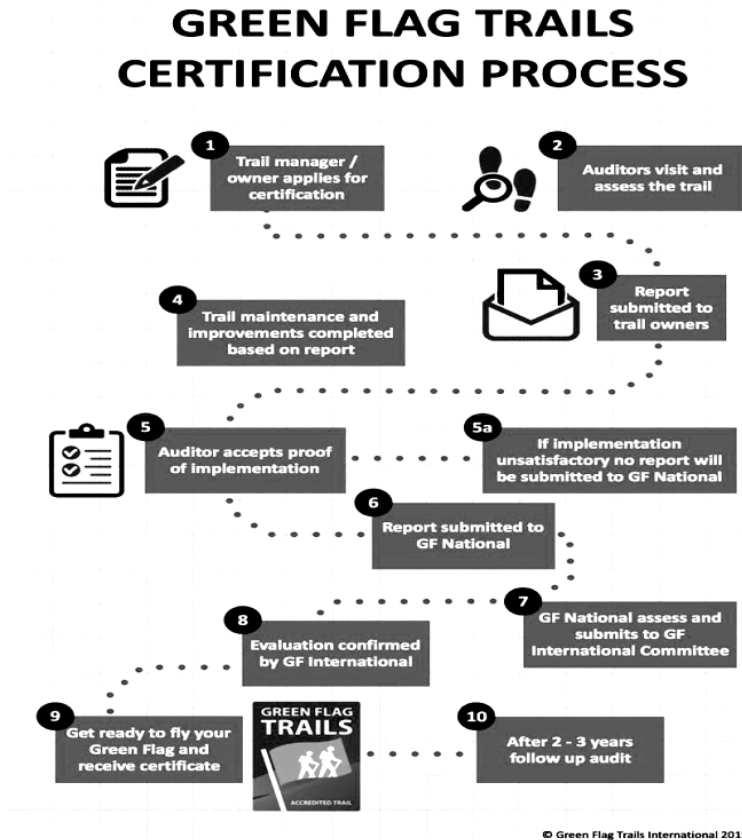 GREEN FLAG TRAILS
CERTIFICATION PROCESS
1
Trail manager /
owner applies for
certification
2
Auditors visit and
assess the trail
3
Report
submitted to
trail owners
4
Trail maintenance and
improvements completed
based on report
5
Auditor accepts proof
of implementation
5a
If implementation
unsatisfactory no report will
be submitted to GF National
6
Report submitted to
GF National
7
GF National assess and
submits to GF
International Committee
8
Evaluation confirmed
by GF International
9
Get ready to fly your
Green Flag and
receive certificate
GREEN FLAG
TRAILS
ACCREDITED TRAIL
10
After 2 - 3 years
follow up audit
© Green Flag Trails International